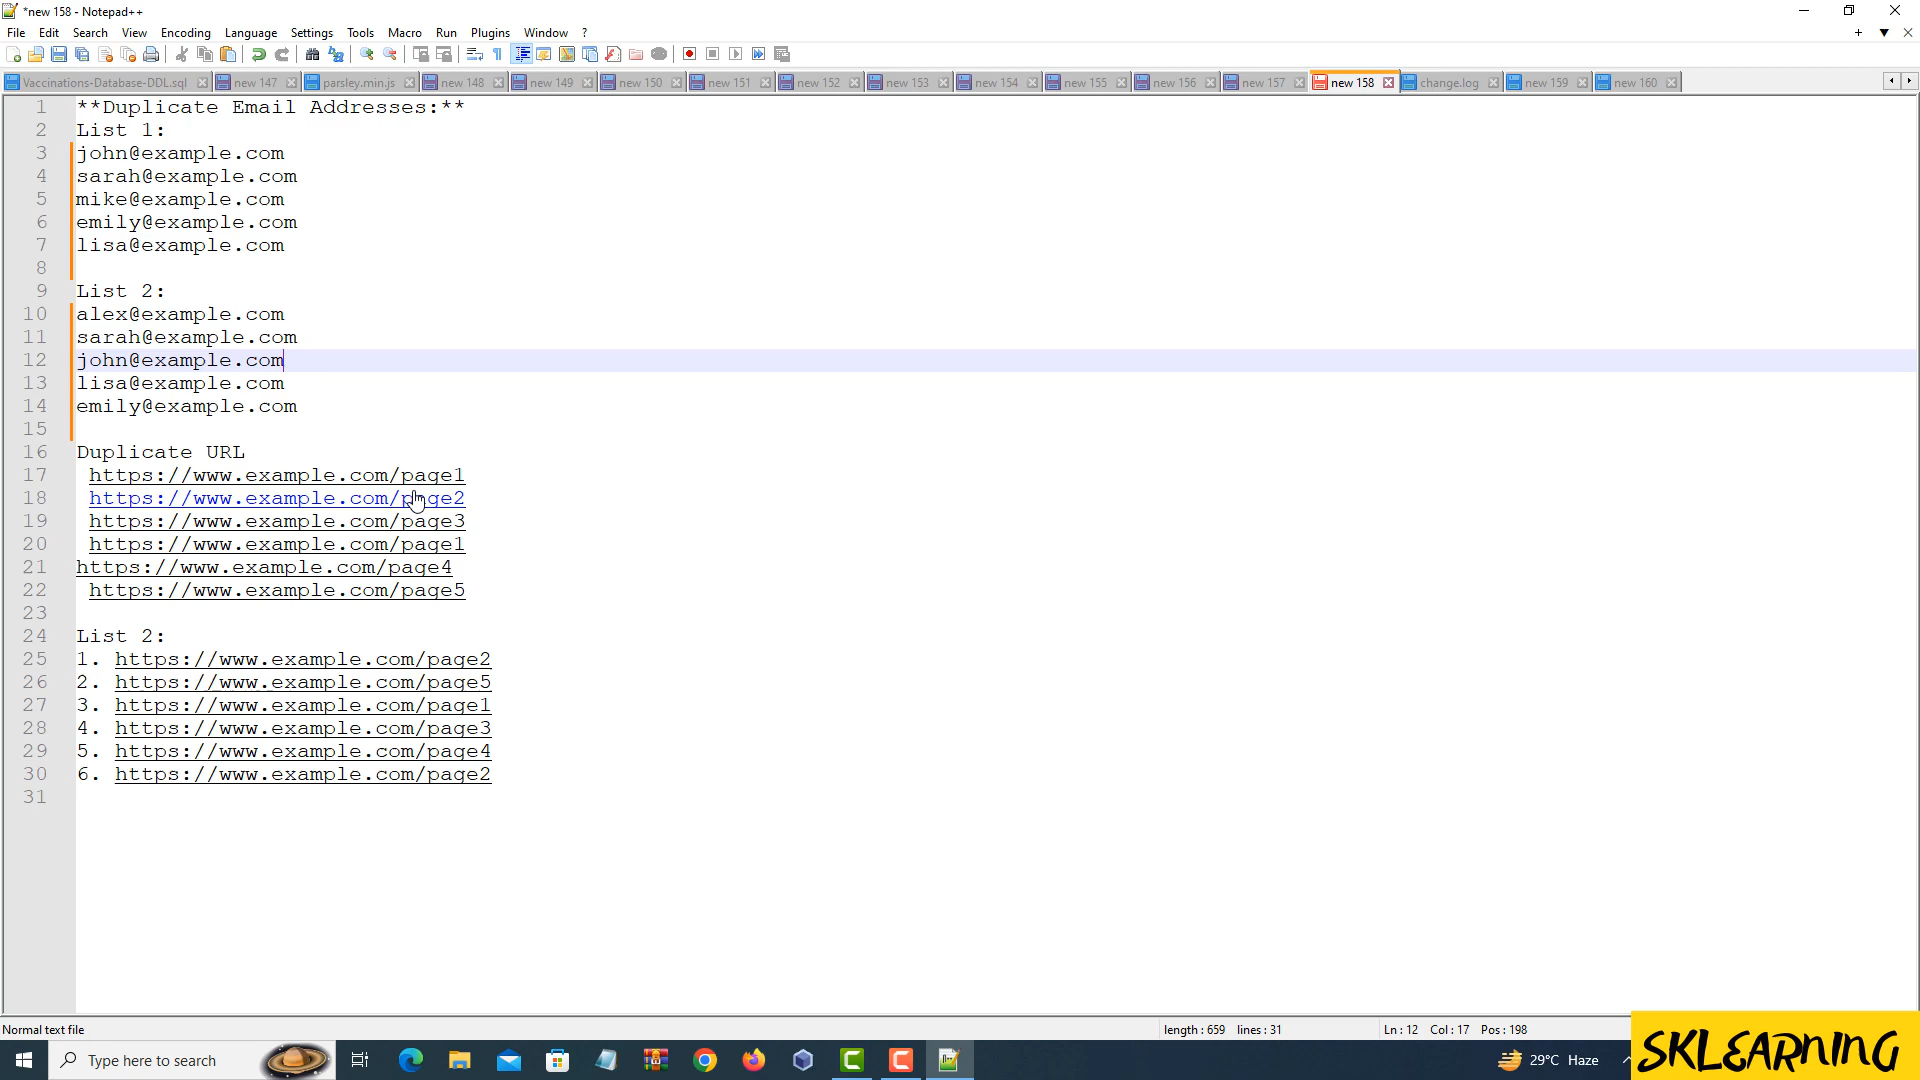 *new 158 - Notepad++
File Edit Search View Encoding Language Settings Tools Macro Run Plugins Window ?
Vaccinations-Database-DDL.sql new 147 parsley.min.js new 148 new 149 new 150 new 151 new 152 new 153 new 154 new 155 new 156 new 157 new 158 change.log new 159 new 160
1 **Duplicate Email Addresses:**
2 List 1:
3 john@example.com
4 sarah@example.com
5 mike@example.com
6 emily@example.com
7 lisa@example.com
8
9 List 2:
10 alex@example.com
11 sarah@example.com
12 john@example.com
13 lisa@example.com
14 emily@example.com
15
16 Duplicate URL
17 https://www.example.com/page1
18 https://www.example.com/page2
19 https://www.example.com/page3
20 https://www.example.com/page1
21 https://www.example.com/page4
22 https://www.example.com/page5
23
24 List 2:
25 1. https://www.example.com/page2
26 2. https://www.example.com/page5
27 3. https://www.example.com/page1
28 4. https://www.example.com/page3
29 5. https://www.example.com/page4
30 6. https://www.example.com/page2
31
Normal text file length : 659 lines : 31 Ln : 12 Col : 17 Pos : 198
Type here to search 29°C Haze
SKLEARNING